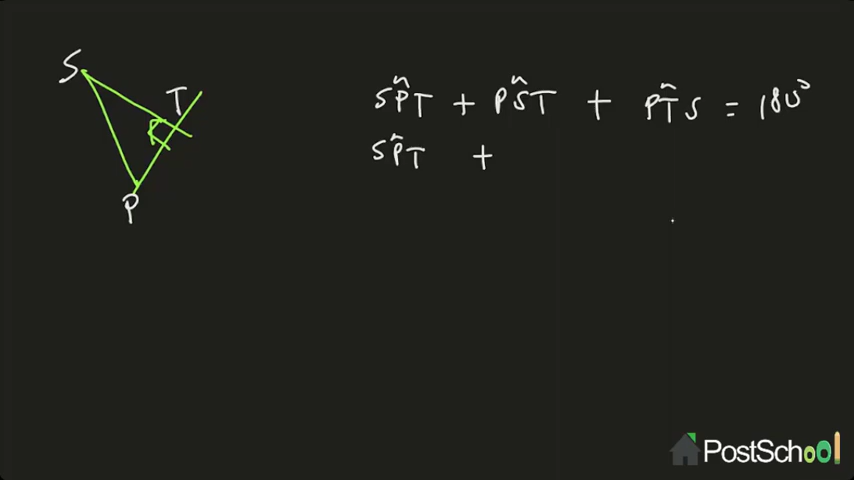 S
T
P
SP̂T + PŜT + PT̂S = 180°
SP̂T +
PostSchool